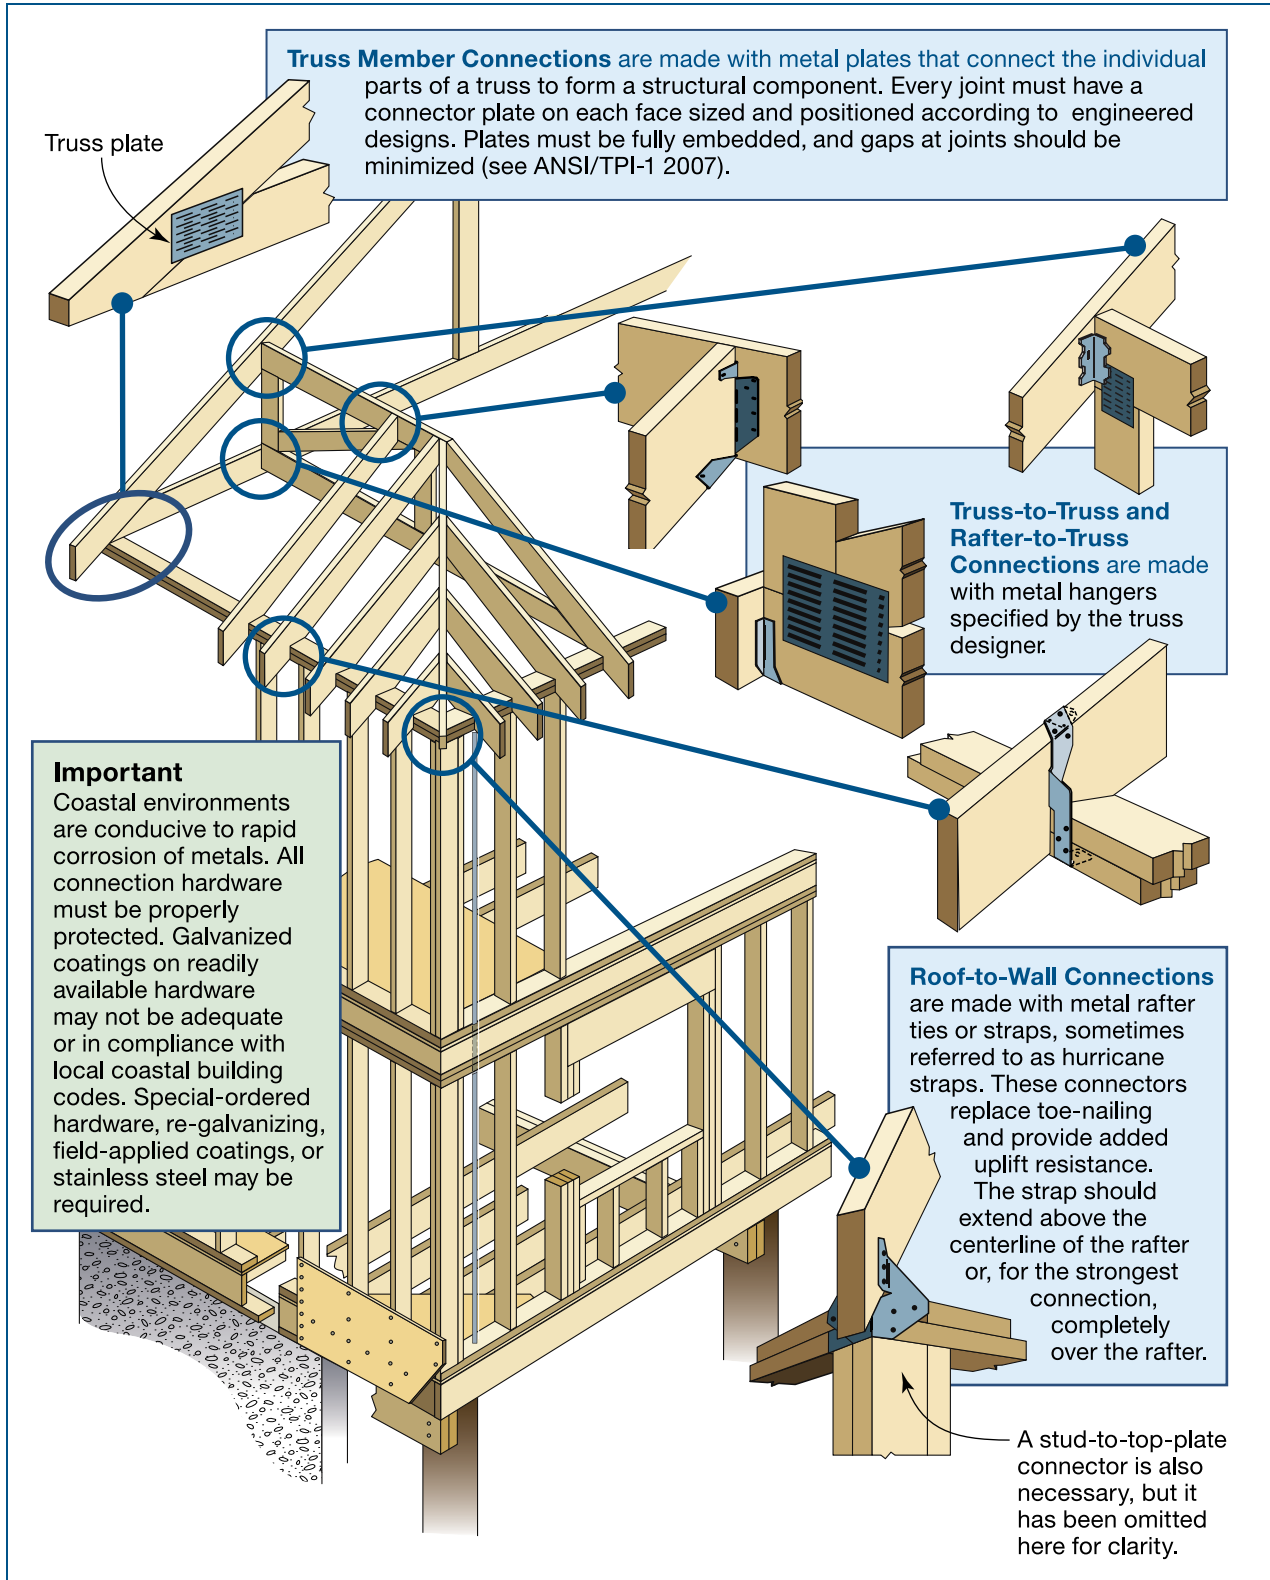 Truss Member Connections are made with metal plates that connect the individual
parts of a truss to form a structural component. Every joint must have a
connector plate on each face sized and positioned according to engineered
designs. Plates must be fully embedded, and gaps at joints should be
minimized (see ANSI/TPI-1 2007).
Truss plate
Truss-to-Truss and
Rafter-to-Truss
Connections are made
with metal hangers
specified by the truss
designer.
Important
Coastal environments
are conducive to rapid
corrosion of metals. All
connection hardware
must be properly
protected. Galvanized
coatings on readily
available hardware
may not be adequate
or in compliance with
local coastal building
codes. Special-ordered
hardware, re-galvanizing,
field-applied coatings, or
stainless steel may be
required.
Roof-to-Wall Connections
are made with metal rafter
ties or straps, sometimes
referred to as hurricane
straps. These connectors
replace toe-nailing
and provide added
uplift resistance.
The strap should
extend above the
centerline of the rafter
or, for the strongest
connection,
completely
over the rafter.
A stud-to-top-plate
connector is also
necessary, but it
has been omitted
here for clarity.